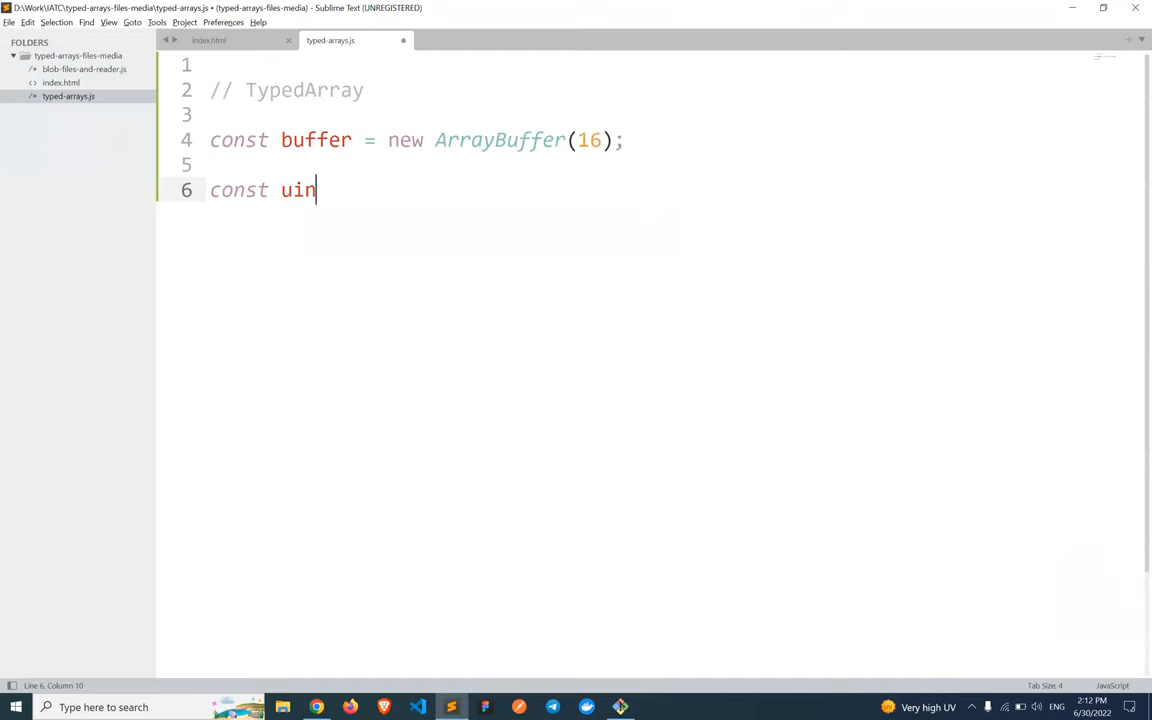 D:\Work\IATC\typed-arrays-files-media\typed-arrays.js • (typed-arrays-files-media) - Sublime Text (UNREGISTERED)
File Edit Selection Find View Goto Tools Project Preferences Help
FOLDERS
typed-arrays-files-media
/* blob-files-and-reader.js
<> index.html
/* typed-arrays.js
index.html ×
typed-arrays.js
1
2 // TypedArray
3
4 const buffer = new ArrayBuffer(16);
5
6 const uin
Line 6, Column 10
Tab Size: 4
JavaScript
Type here to search
Very high UV
ENG
2:12 PM
6/30/2022